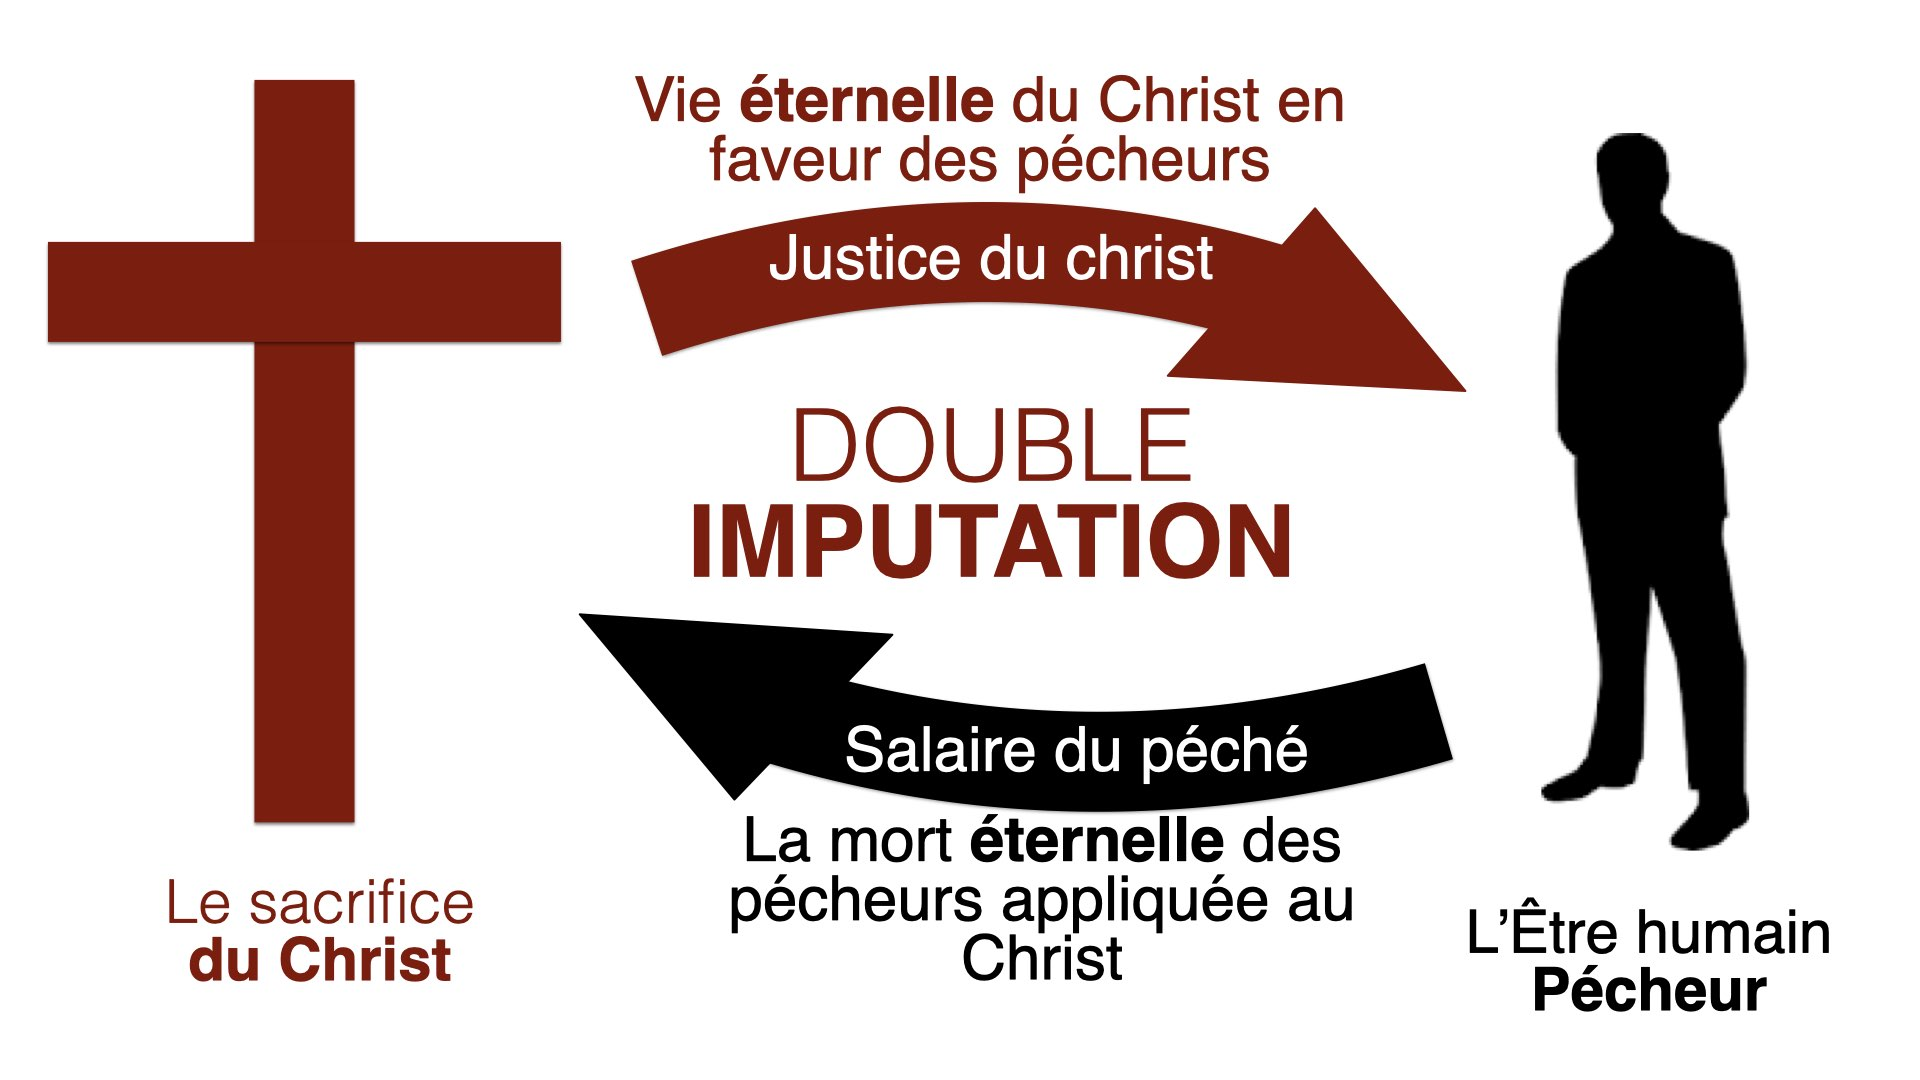 Vie éternelle du Christ en
faveur des pécheurs
Justice du christ
DOUBLE
IMPUTATION
Salaire du péché
La mort éternelle des
pécheurs appliquée au
Christ
Le sacrifice
du Christ
L’Être humain
Pécheur